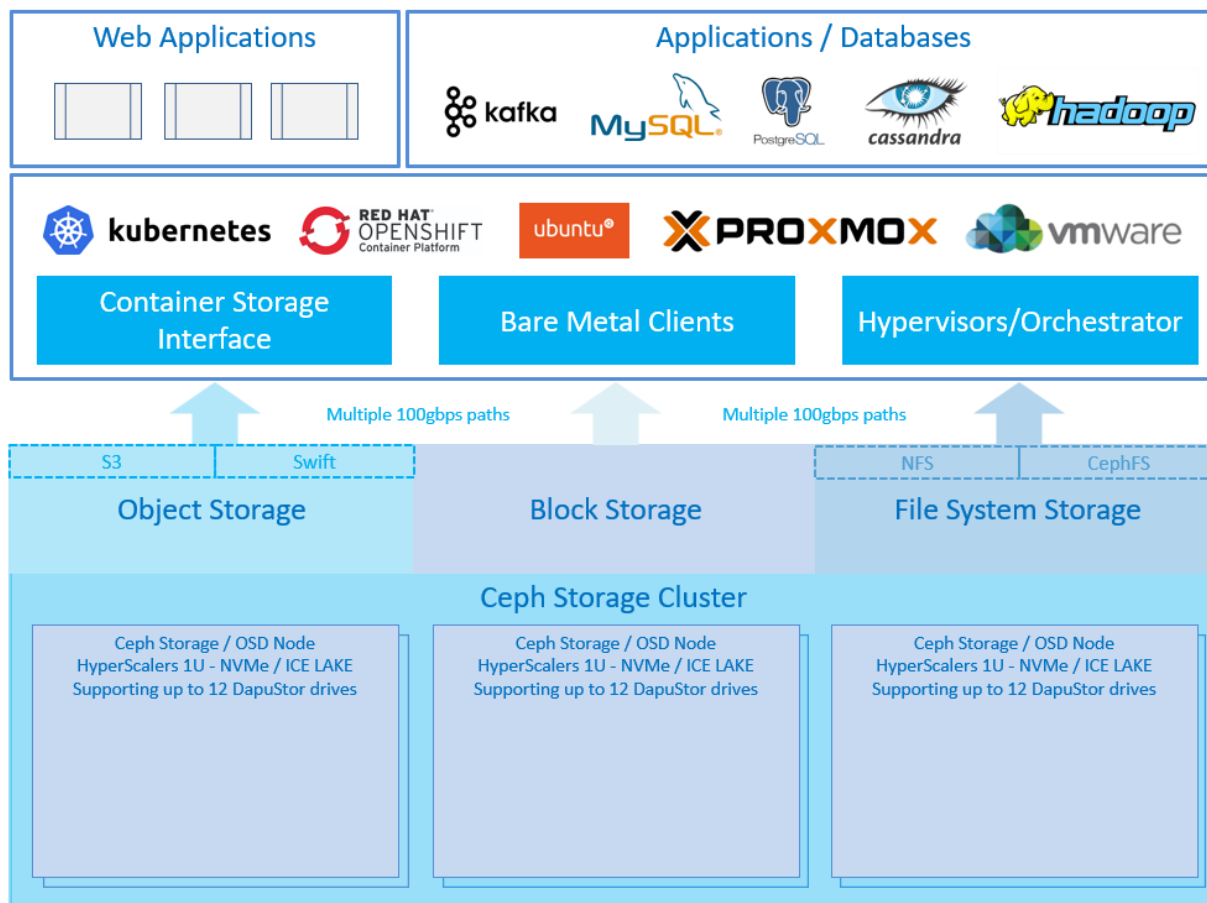 Web Applications
Applications / Databases
kafka
MySQL®
PostgreSQL
cassandra
hadoop
kubernetes
RED HAT®
OPENSHIFT
Container Platform
ubuntu®
PROXMOX
vmware
Container Storage
Interface
Bare Metal Clients
Hypervisors/Orchestrator
Multiple 100gbps paths
Multiple 100gbps paths
S3
Swift
NFS
CephFS
Object Storage
Block Storage
File System Storage
Ceph Storage Cluster
Ceph Storage / OSD Node
HyperScalers 1U - NVMe / ICE LAKE
Supporting up to 12 DapuStor drives
Ceph Storage / OSD Node
HyperScalers 1U - NVMe / ICE LAKE
Supporting up to 12 DapuStor drives
Ceph Storage / OSD Node
HyperScalers 1U - NVMe / ICE LAKE
Supporting up to 12 DapuStor drives